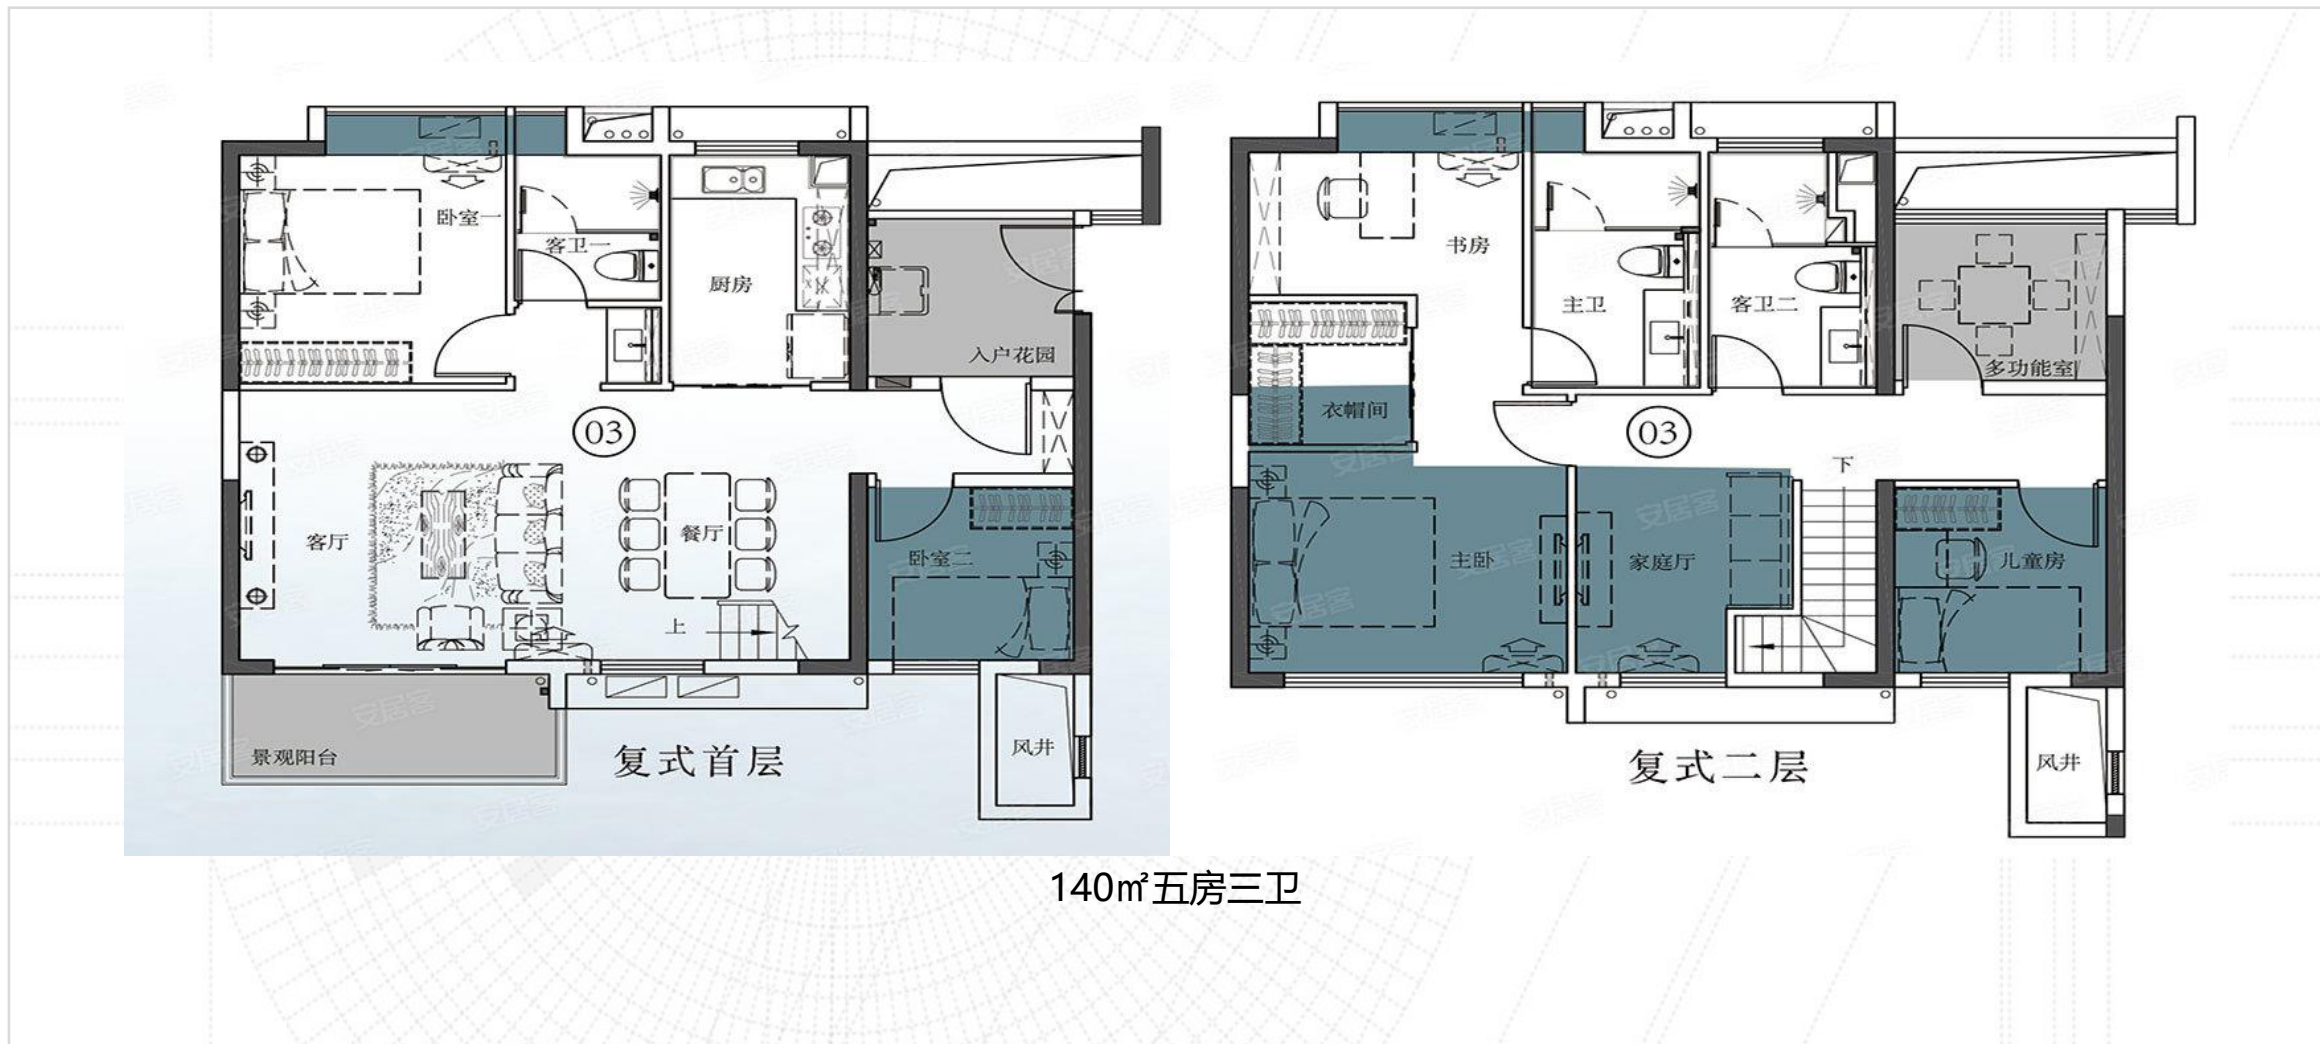 卧室一
客卫一
厨房
入户花园
03
客厅
餐厅
卧室二
上
景观阳台
复式首层
风井
书房
主卫
客卫二
多功能室
衣帽间
03
下
主卧
家庭厅
儿童房
复式二层
风井
140㎡五房三卫
安居客